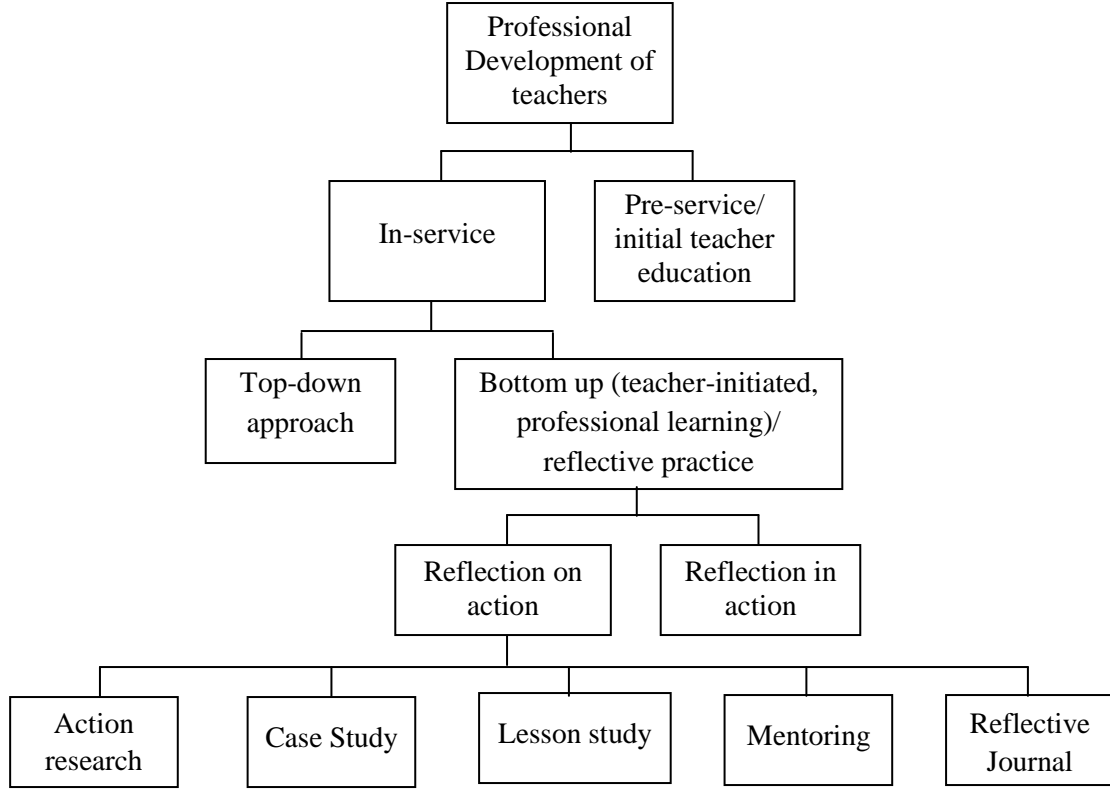 Professional
Development of
teachers
In-service
Pre-service/
initial teacher
education
Top-down
approach
Bottom up (teacher-initiated,
professional learning)/
reflective practice
Reflection on
action
Reflection in
action
Action
research
Case Study
Lesson study
Mentoring
Reflective
Journal